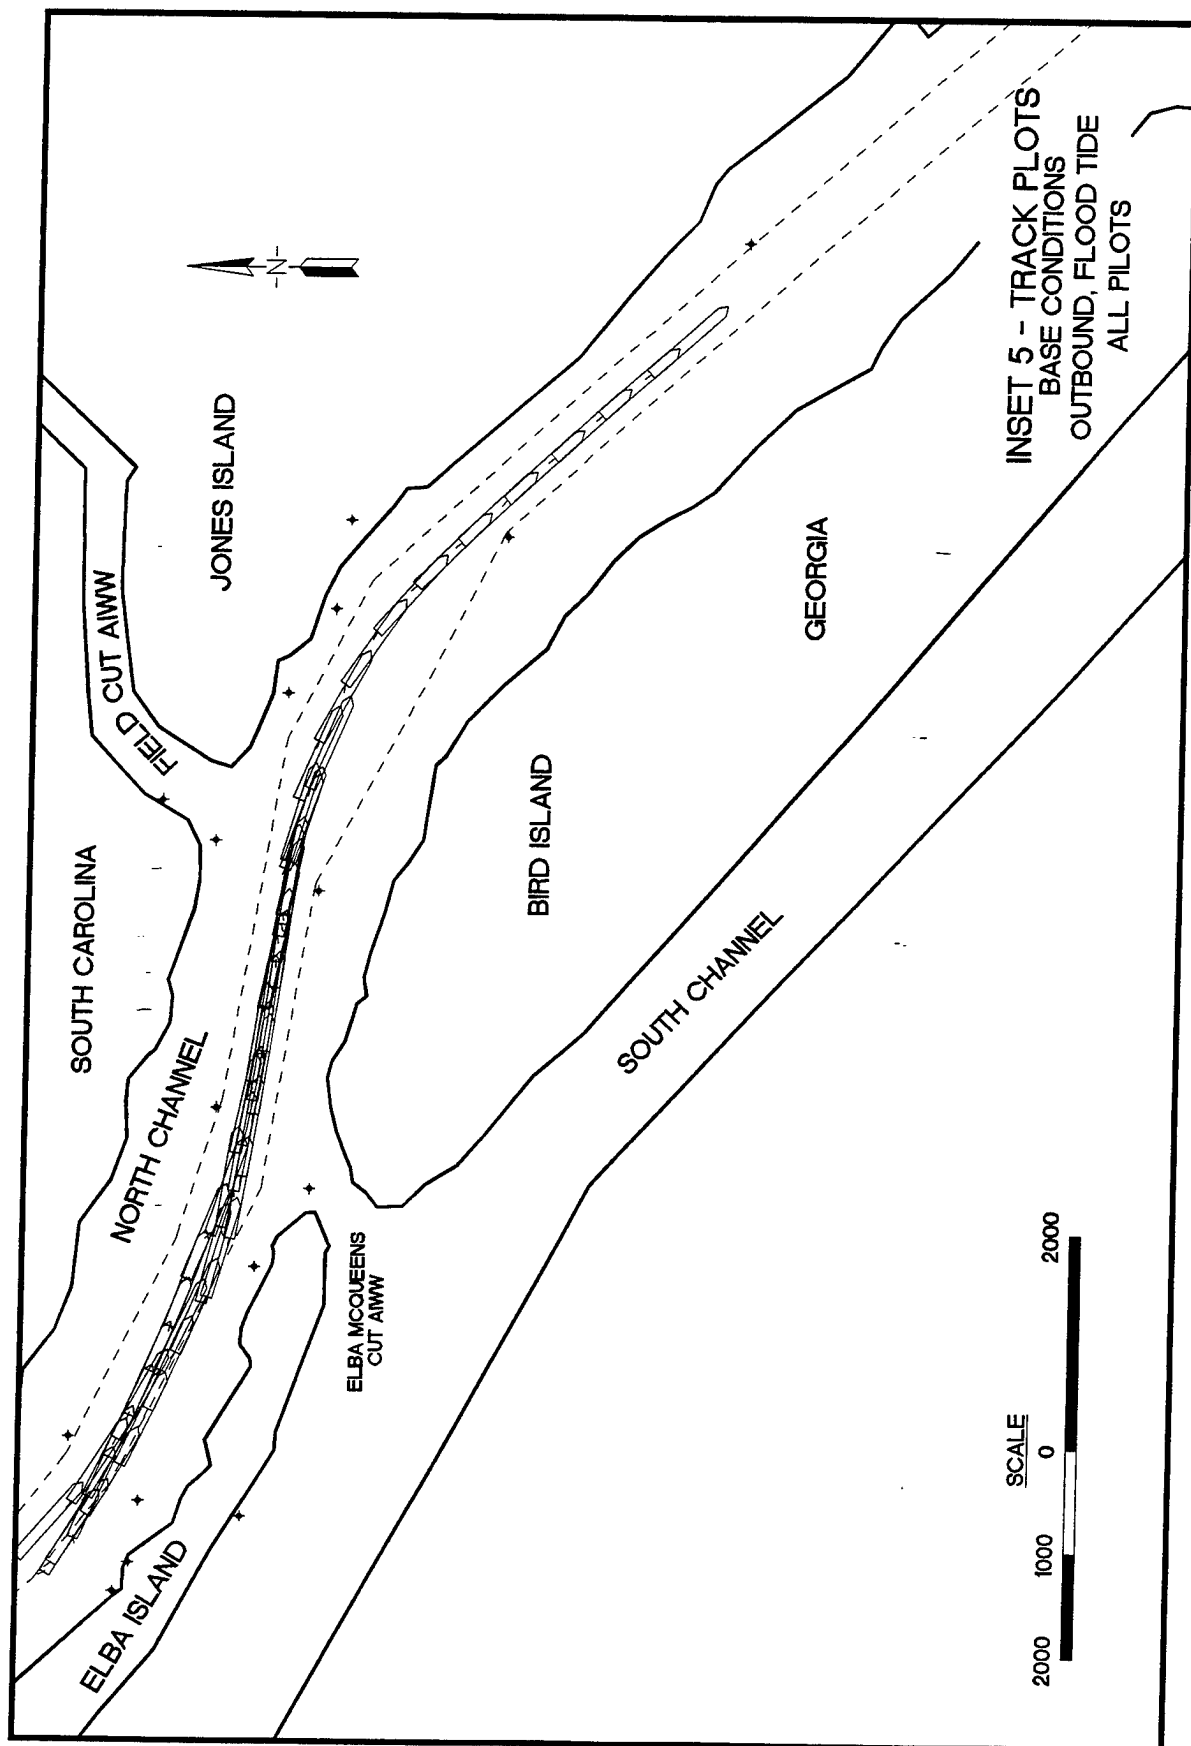 SOUTH CAROLINA
FIELD CUT AIWW
JONES ISLAND
NORTH CHANNEL
-N-
ELBA ISLAND
ELBA MCQUEENS
CUT AIWW
BIRD ISLAND
GEORGIA
SOUTH CHANNEL
SCALE
2000 1000 0 2000
INSET 5 - TRACK PLOTS
BASE CONDITIONS
OUTBOUND, FLOOD TIDE
ALL PILOTS